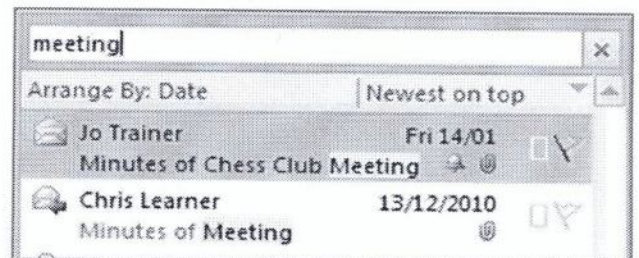 meeting
Arrange By: Date Newest on top
Jo Trainer Fri 14/01
Minutes of Chess Club Meeting
Chris Learner 13/12/2010
Minutes of Meeting